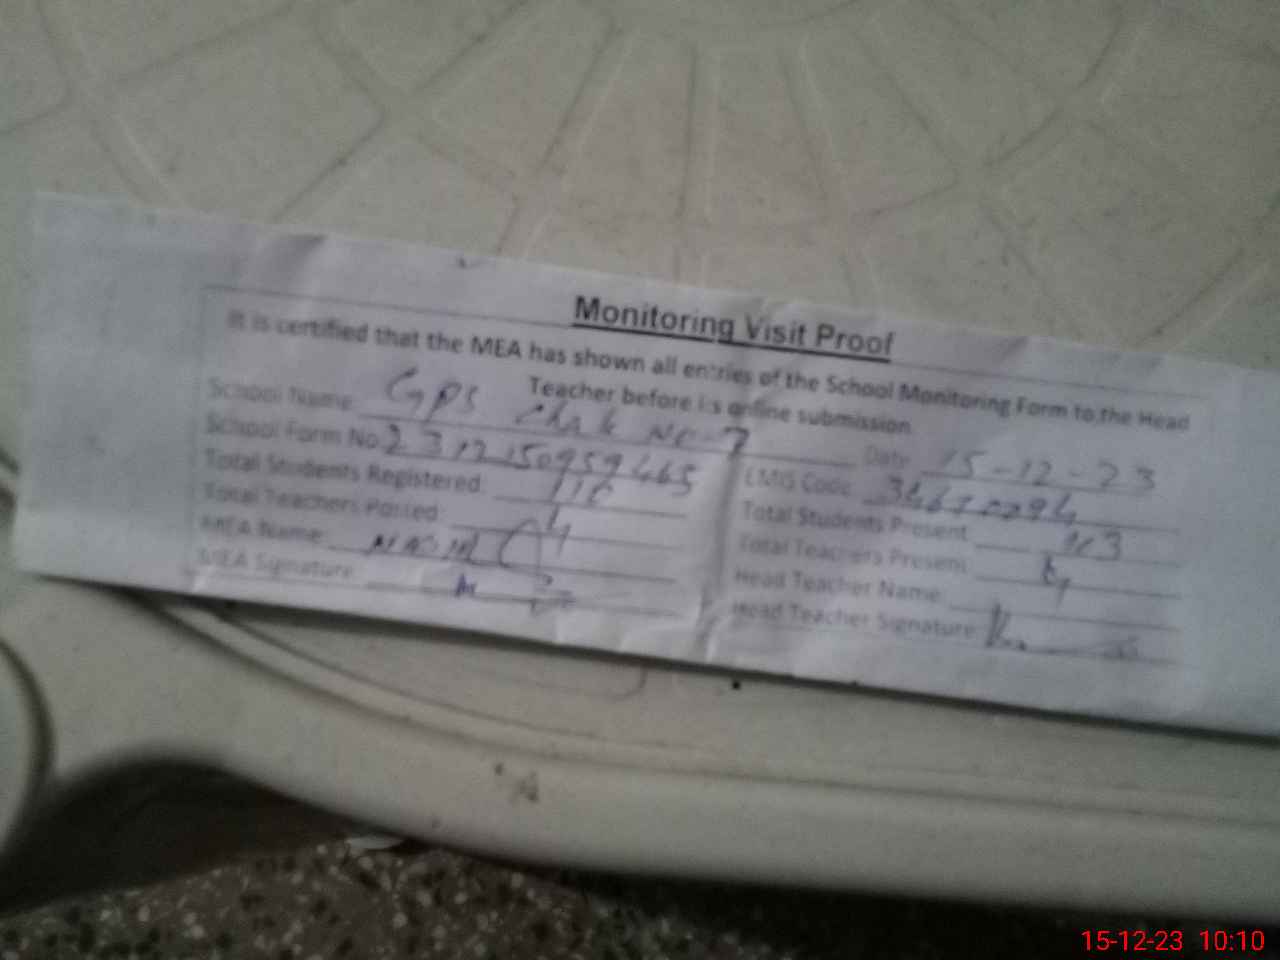 Monitoring Visit Proof
It is certified that the MEA has shown all entries of the School Monitoring Form to the Head
Teacher before its online submission.
School Name GPS Chak No-7 Date 15-12-23
School Form No 2312150959465 EMIS Code
Total Students Registered Total Students Present
Total Teachers Posted 4 Total Teachers Present 4
MEA Name Head Teacher Name
MEA Signature Head Teacher Signature
15-12-23 10:10